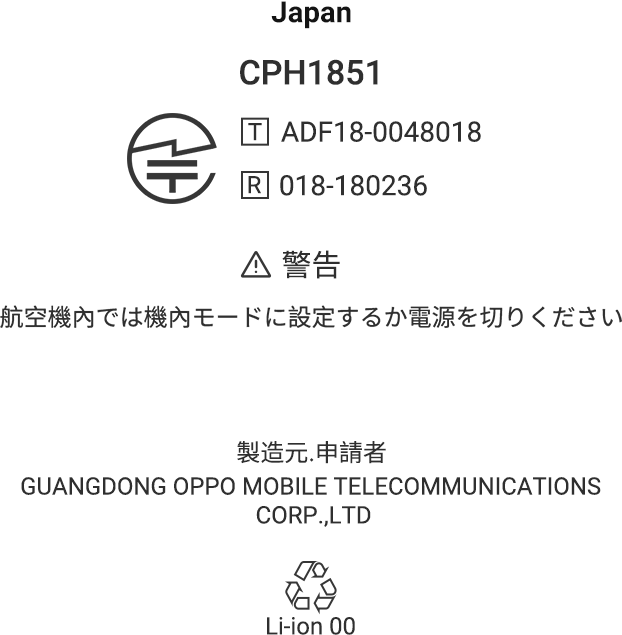 Japan
CPH1851
T ADF18-0048018
R 018-180236
⚠ 警告
航空機內では機內モードに設定するか電源を切りください
製造元.申請者
GUANGDONG OPPO MOBILE TELECOMMUNICATIONS
CORP.,LTD
Li-ion 00